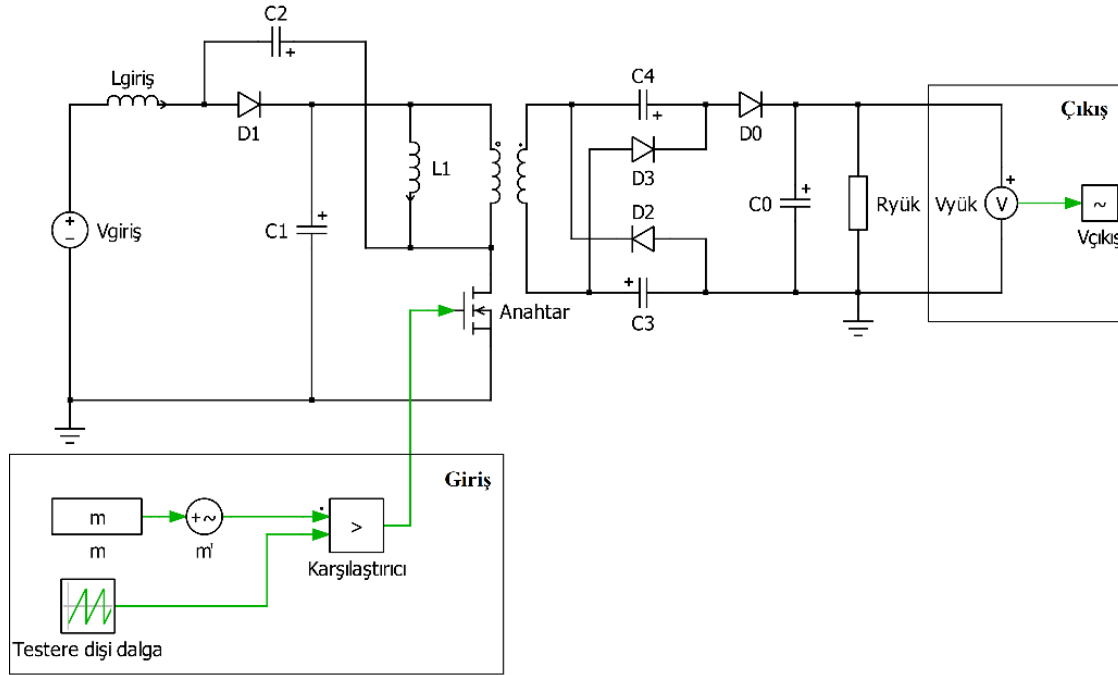 C2
+
Lgiriş
D1
C4
+
D0
Çıkış
L1
D3
+
Vgiriş
C1
+
D2
C0
+
Ryük
Vyük
+
V
~
Vçıkış
+
C3
Anahtar
Giriş
m
m
+~
m'
>
Karşılaştırıcı
Testere dişi dalga